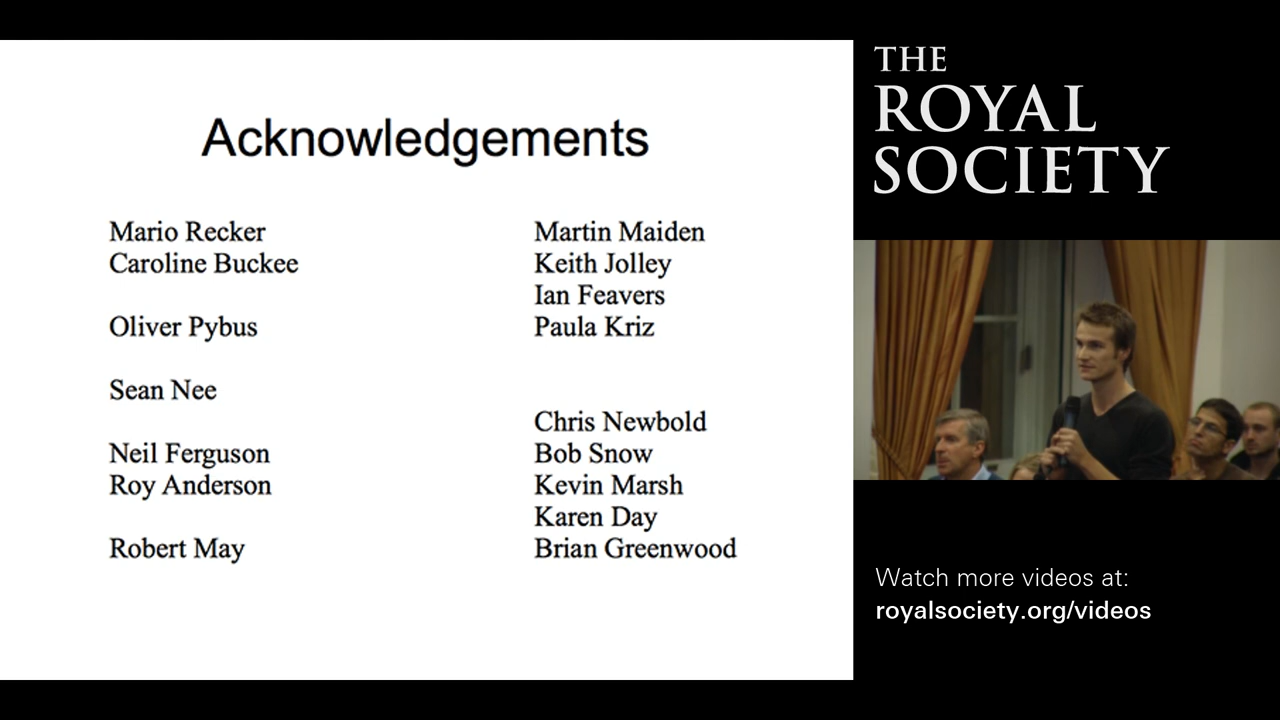 Acknowledgements
Mario Recker
Caroline Buckee
Oliver Pybus
Sean Nee
Neil Ferguson
Roy Anderson
Robert May
Martin Maiden
Keith Jolley
Ian Feavers
Paula Kriz
Chris Newbold
Bob Snow
Kevin Marsh
Karen Day
Brian Greenwood
THE
ROYAL
SOCIETY
Watch more videos at:
royalsociety.org/videos